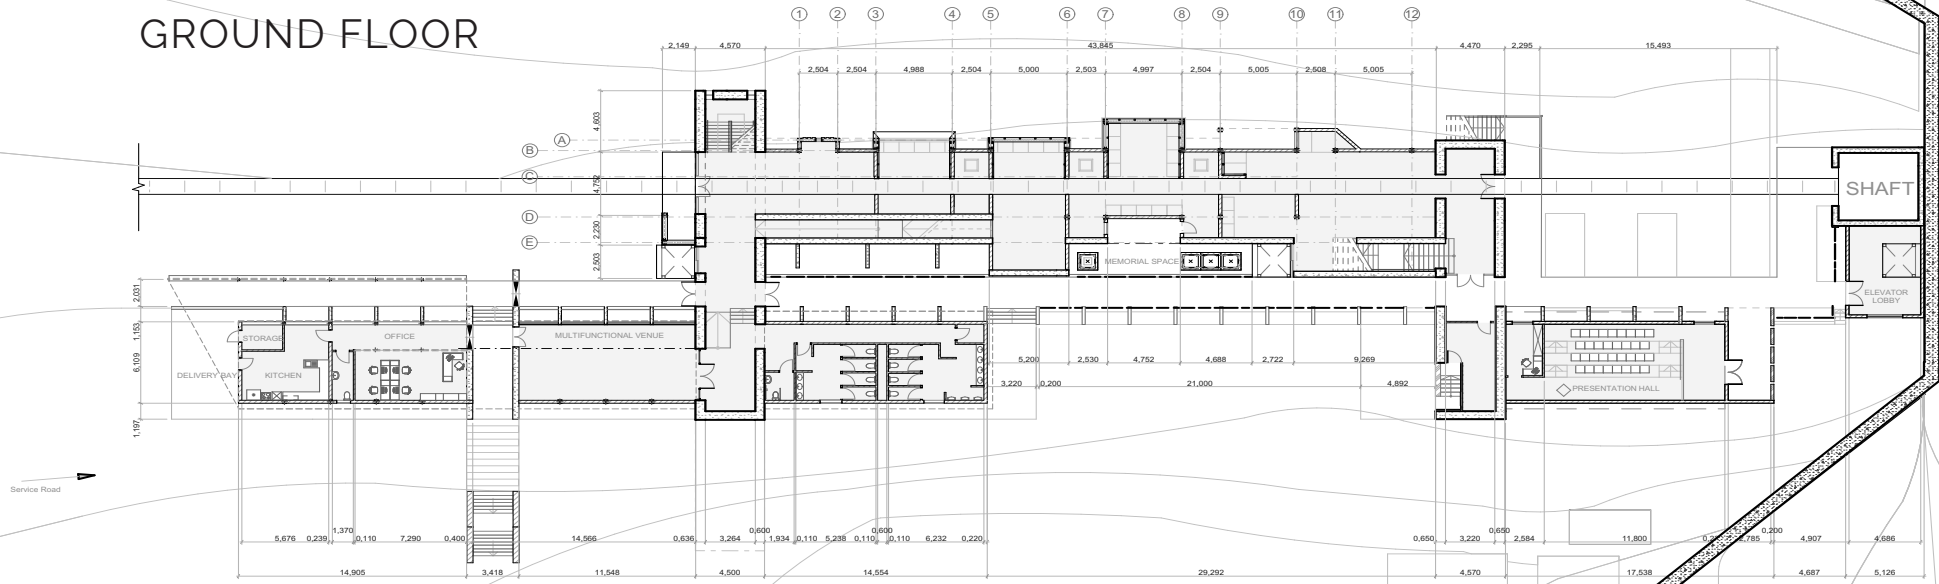 GROUND FLOOR
1 2 3 4 5 6 7 8 9 10 11 12
2,149 4,570 43,845 4,470 2,295 15,493
2,504 2,504 4,988 2,504 5,000 2,503 4,997 2,504 5,005 2,508 5,005
4,603
A
B
C
4,752
D
2,230
E
2,503
SHAFT
MEMORIAL SPACE
2,031
ELEVATOR
LOBBY
1,153
STORAGE
OFFICE
MULTIFUNCTIONAL VENUE
6,109
DELIVERY BAY
KITCHEN
5,200 2,530 4,752 4,688 2,722 9,269
3,220 0,200 21,000 4,892
PRESENTATION HALL
1,197
Service Road
1,370 0,600 0,600 0,650 0,200
5,676 0,239 0,110 7,290 0,400 14,566 0,636 3,264 1,934 0,110 5,238 0,110 0,110 6,232 0,220 0,650 3,220 2,584 11,800 4,907 4,686
14,905 3,418 11,548 4,500 14,554 29,292 4,570 17,538 4,687 5,126